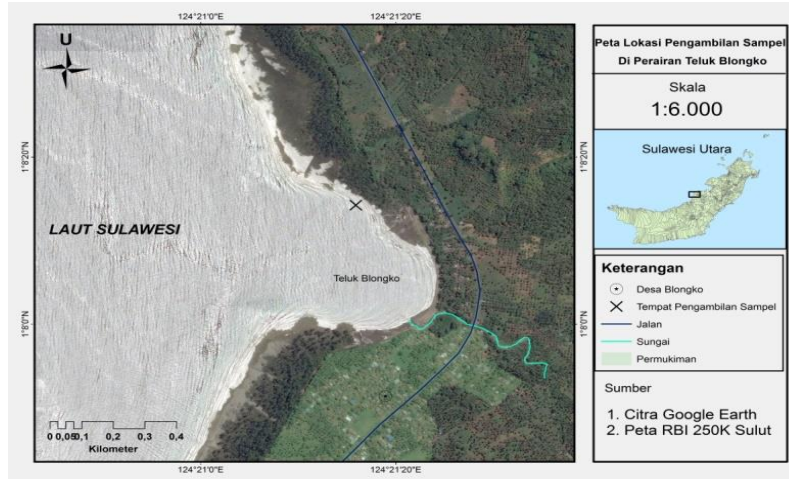 124°21'0"E
124°21'20"E
U
1°8'20"N
1°8'20"N
LAUT SULAWESI
Teluk Blongko
1°8'0"N
1°8'0"N
0 0,050,1 0,2 0,3 0,4
Kilometer
124°21'0"E
124°21'20"E
Peta Lokasi Pengambilan Sampel
Di Perairan Teluk Blongko
Skala
1:6.000
Sulawesi Utara
Keterangan
Desa Blongko
Tempat Pengambilan Sampel
Jalan
Sungai
Permukiman
Sumber
1. Citra Google Earth
2. Peta RBI 250K Sulut